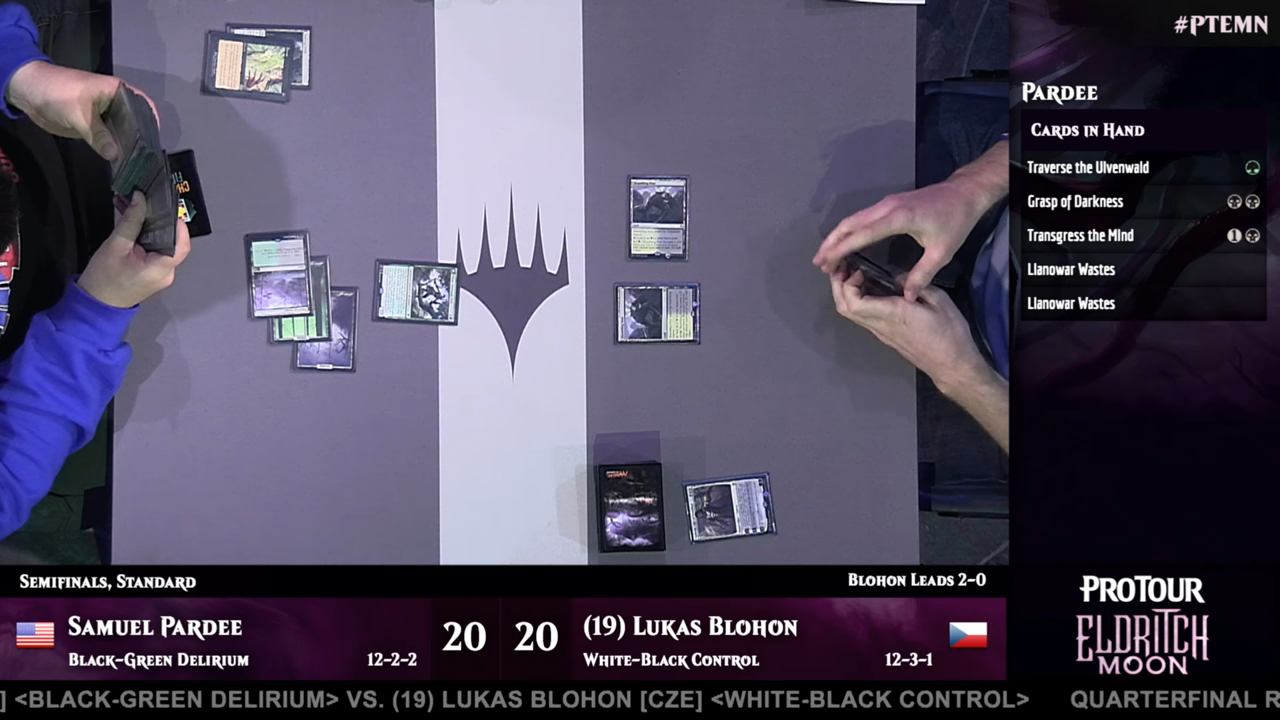 #PTEMN
PARDEE
CARDS IN HAND
Traverse the Ulvenwald
Grasp of Darkness
Transgress the MInd
1
Llanowar Wastes
Llanowar Wastes
SEMIFINALS, STANDARD
BLOHON LEADS 2-0
SAMUEL PARDEE
BLACK-GREEN DELIRIUM
12-2-2
20
20
(19) LUKAS BLOHON
WHITE-BLACK CONTROL
12-3-1
PROTOUR
ELDRITCH
MOON
] <BLACK-GREEN DELIRIUM> VS. (19) LUKAS BLOHON [CZE] <WHITE-BLACK CONTROL>
QUARTERFINAL R